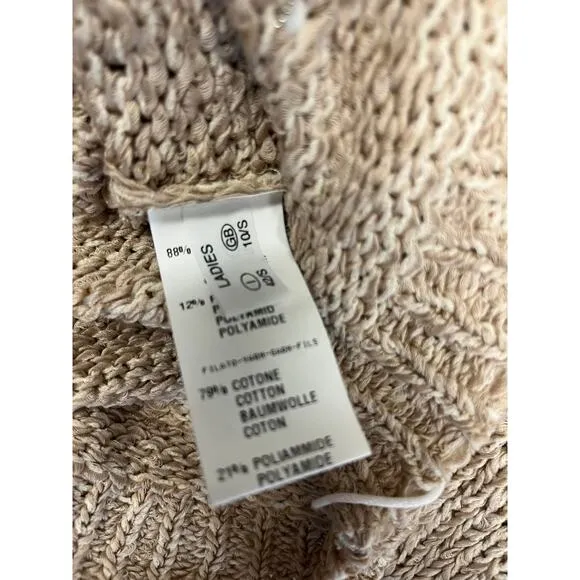 LADIES GB 10/S
I 42/S
88%
12% P
P
POLYAMID
POLYAMIDE
FILATO-YARN-GARN-FILS
79% COTONE
COTTON
BAUMWOLLE
COTON
21% POLIAMMIDE
POLYAMIDE